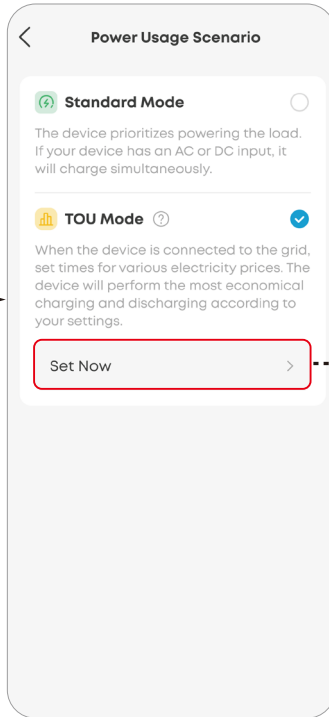 Power Usage Scenario
Standard Mode
The device prioritizes powering the load.
If your device has an AC or DC input, it
will charge simultaneously.
TOU Mode ?
When the device is connected to the grid,
set times for various electricity prices. The
device will perform the most economical
charging and discharging according to
your settings.
Set Now